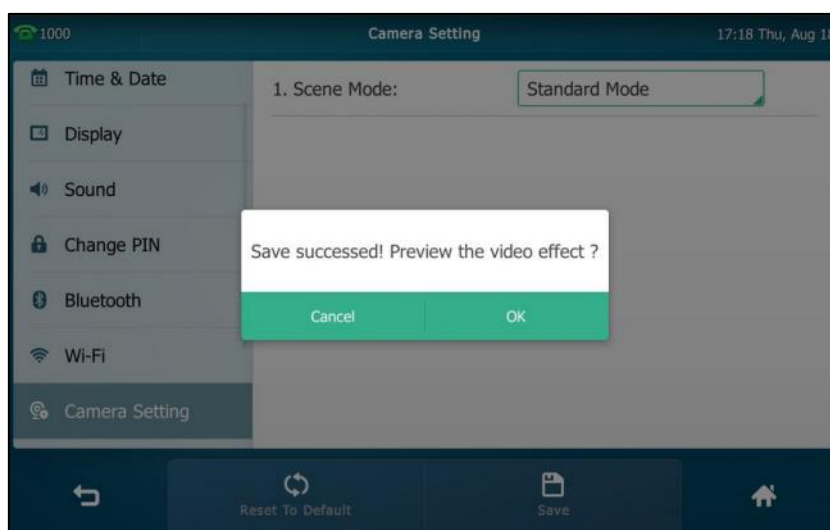 1000
Camera Setting
17:18 Thu, Aug 18
Time & Date
Display
Sound
Change PIN
Bluetooth
Wi-Fi
Camera Setting
1. Scene Mode:
Standard Mode
Save successed! Preview the video effect ?
Cancel
OK
Reset To Default
Save